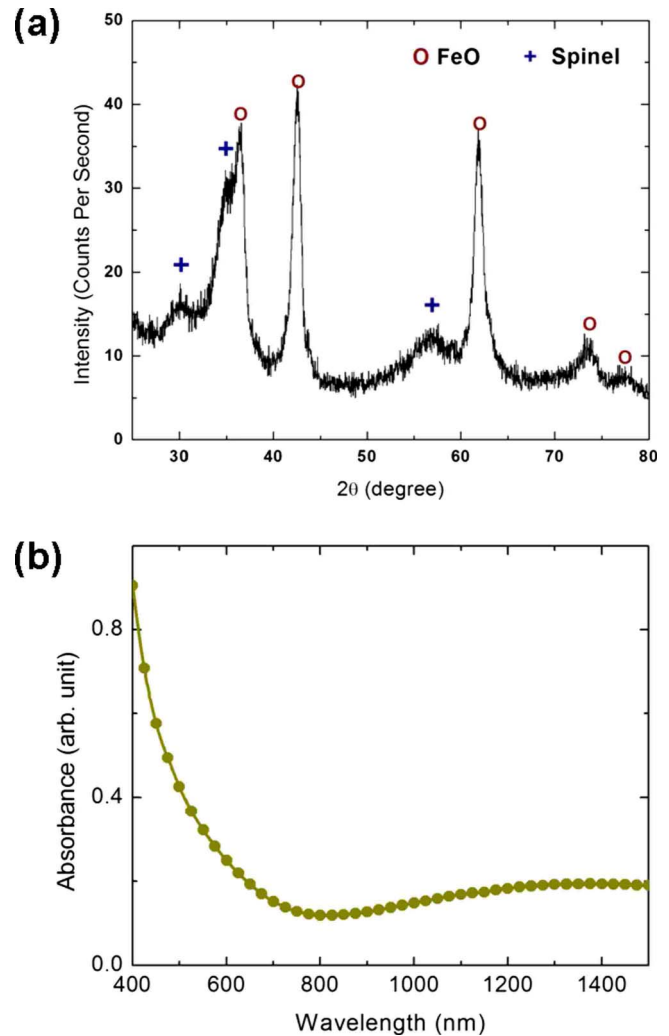 (a)
50
40
30
20
10
0
Intensity (Counts Per Second)
O FeO + Spinel
30 40 50 60 70 80
2θ (degree)
(b)
0.8
0.4
0.0
Absorbance (arb. unit)
400 600 800 1000 1200 1400
Wavelength (nm)